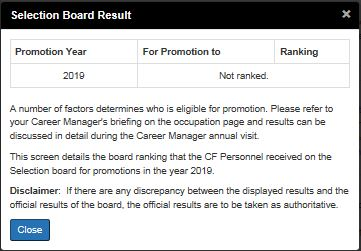 Selection Board Result ×
Promotion Year For Promotion to Ranking
2019 Not ranked.
A number of factors determines who is eligible for promotion. Please refer to
your Career Manager's briefing on the occupation page and results can be
discussed in detail during the Career Manager annual visit.
This screen details the board ranking that the CF Personnel received on the
Selection board for promotions in the year 2019.
Disclaimer: If there are any discrepancy between the displayed results and the
official results of the board, the official results are to be taken as authoritative.
Close